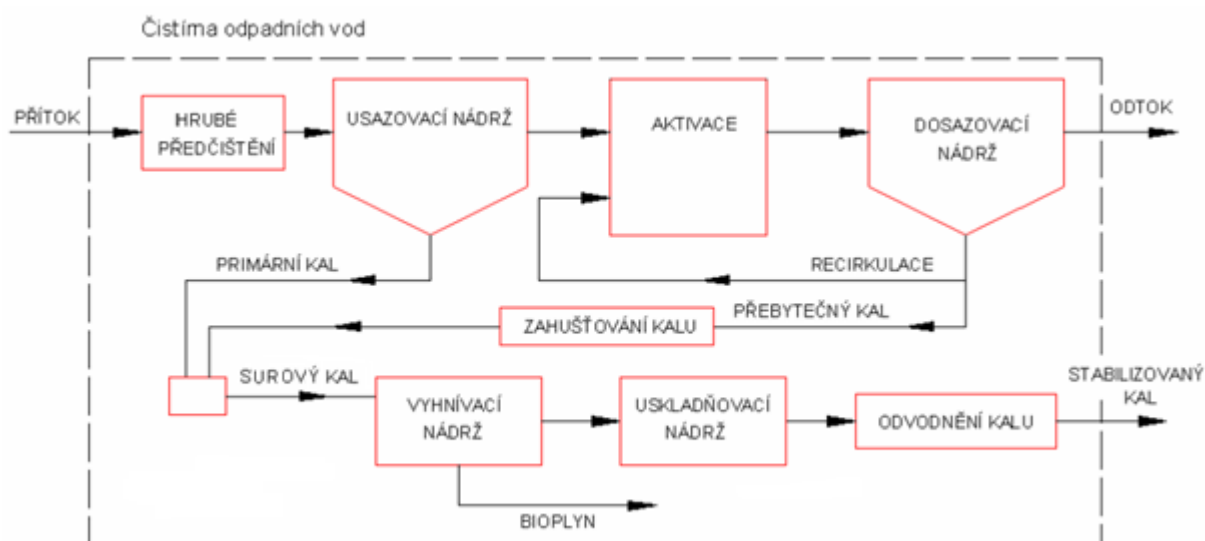 Čistírna odpadních vod
PŘÍTOK
HRUBÉ
PŘEDČIŠTĚNÍ
USAZOVACÍ NÁDRŽ
AKTIVACE
DOSAZOVACÍ
NÁDRŽ
ODTOK
PRIMÁRNÍ KAL
RECIRKULACE
ZAHUŠŤOVÁNÍ KALU
PŘEBYTEČNÝ KAL
SUROVÝ KAL
VYHNÍVACÍ
NÁDRŽ
USKLADŇOVACÍ
NÁDRŽ
ODVODNĚNÍ KALU
STABILIZOVANÝ
KAL
BIOPLYN